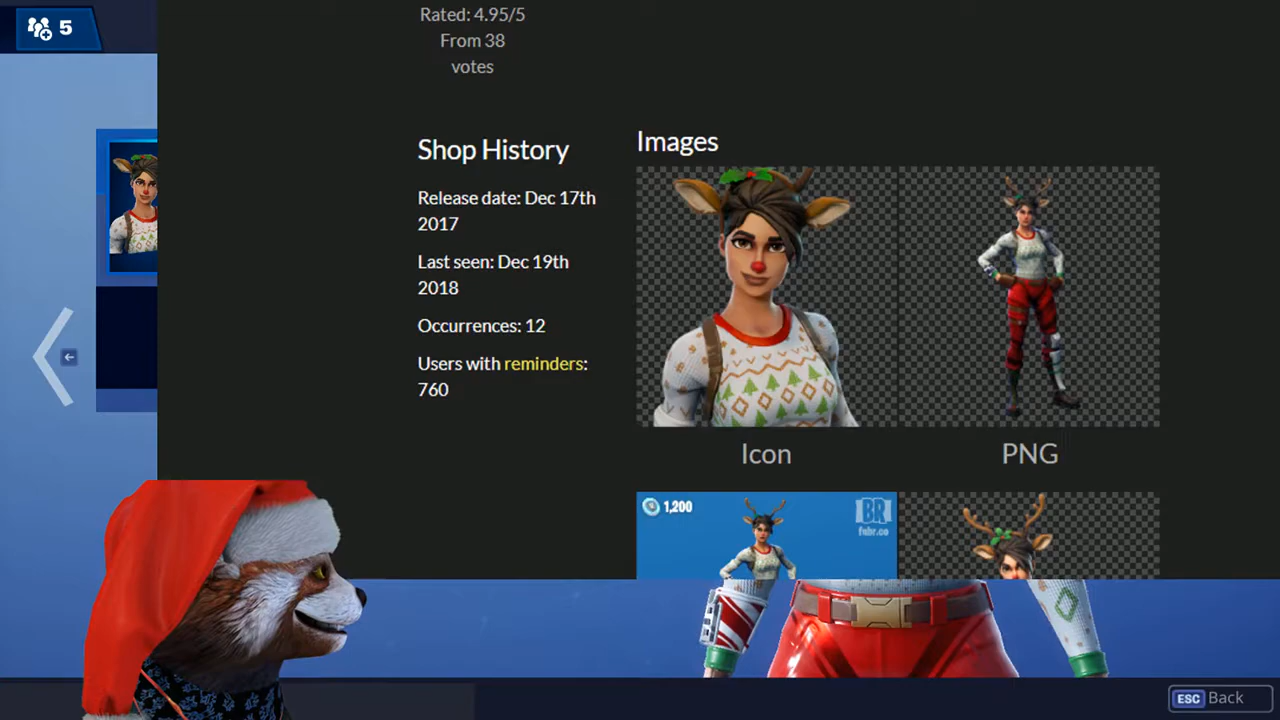 5
Rated: 4.95/5
From 38
votes
Shop History
Release date: Dec 17th
2017
Last seen: Dec 19th
2018
Occurrences: 12
Users with reminders:
760
Images
Icon
PNG
1,200
BR
fnbr.co
ESC Back